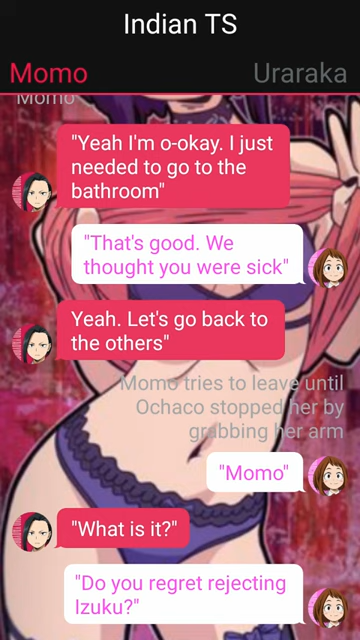 Indian TS
Momo Uraraka
Momo
"Yeah I'm o-okay. I just
needed to go to the
bathroom"
"That's good. We
thought you were sick"
Yeah. Let's go back to
the others"
Momo tries to leave until
Ochaco stopped her by
grabbing her arm
"Momo"
"What is it?"
"Do you regret rejecting
Izuku?"